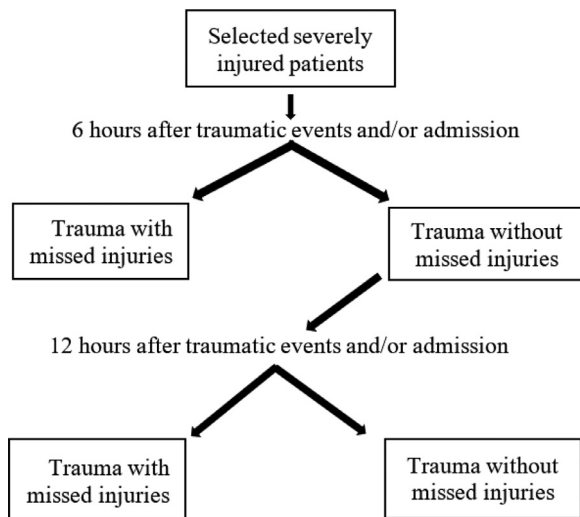 Selected severely
injured patients
6 hours after traumatic events and/or admission
Trauma with
missed injuries
Trauma without
missed injuries
12 hours after traumatic events and/or admission
Trauma with
missed injuries
Trauma without
missed injuries